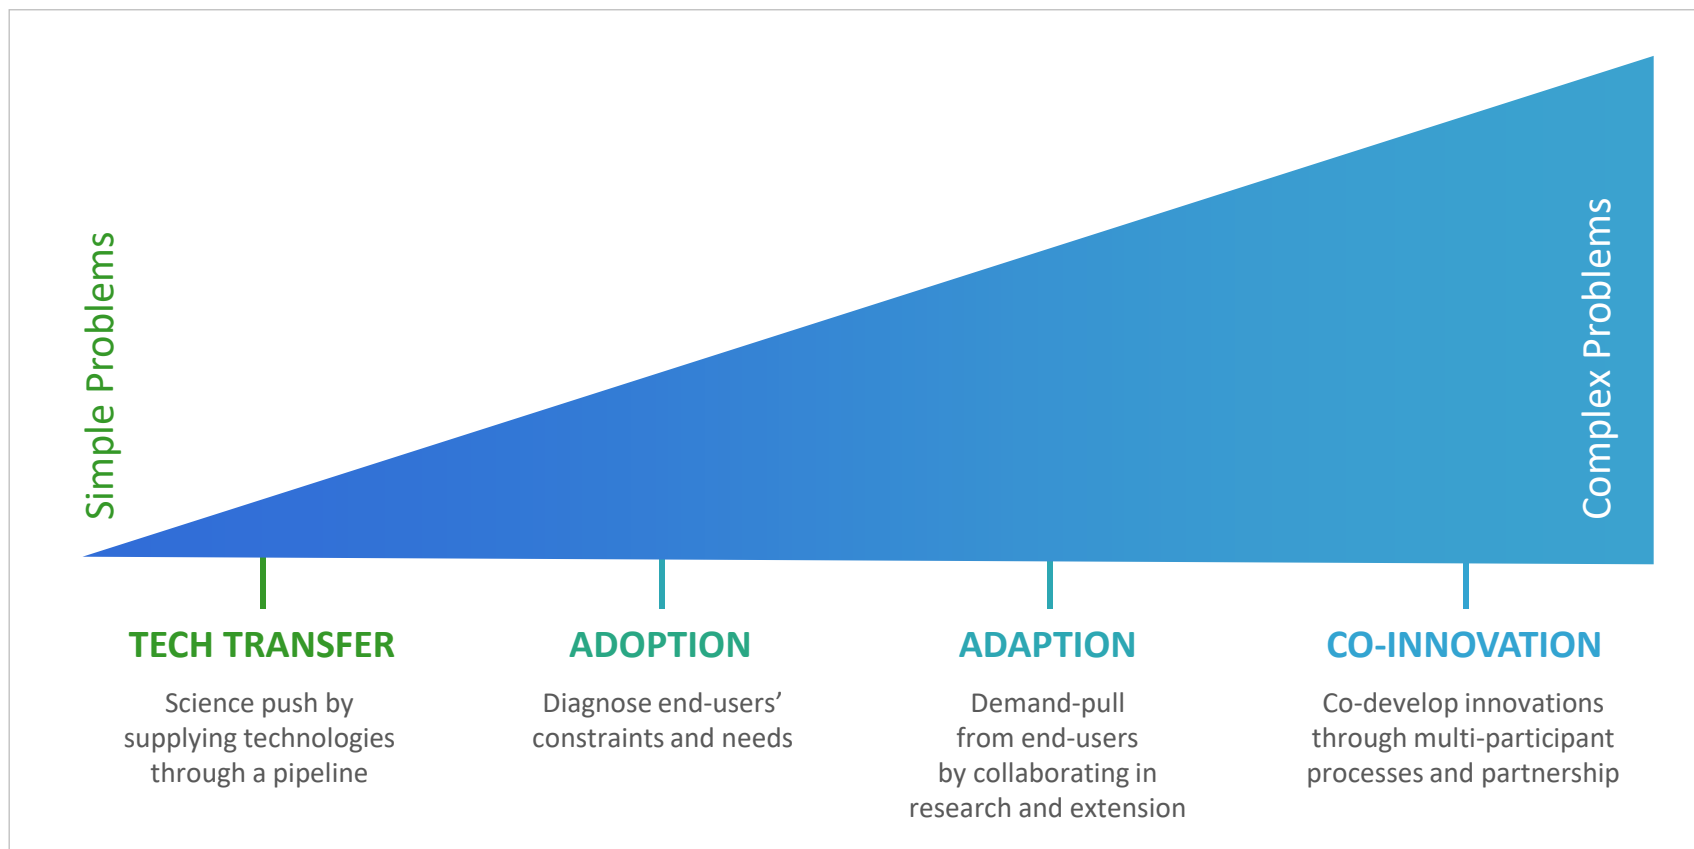 Simple Problems
Complex Problems
TECH TRANSFER
Science push by
supplying technologies
through a pipeline
ADOPTION
Diagnose end-users’
constraints and needs
ADAPTION
Demand-pull
from end-users
by collaborating in
research and extension
CO-INNOVATION
Co-develop innovations
through multi-participant
processes and partnership